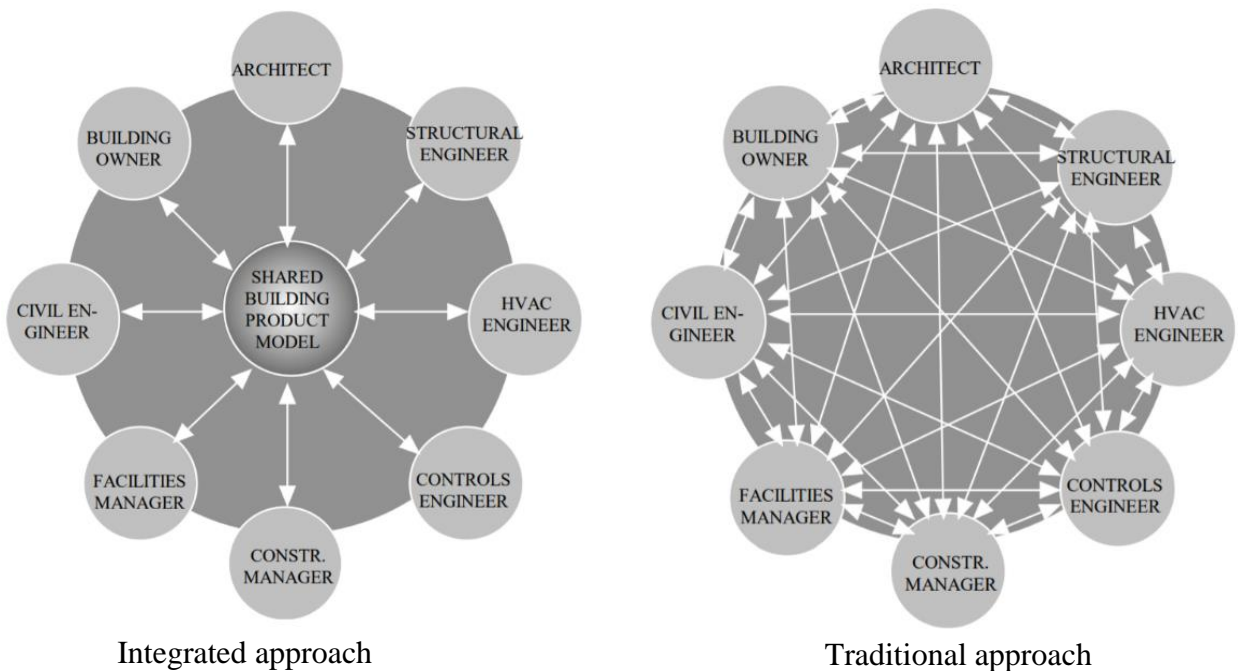 ARCHITECT
BUILDING
OWNER
STRUCTURAL
ENGINEER
SHARED
BUILDING
PRODUCT
MODEL
CIVIL EN-
GINEER
HVAC
ENGINEER
FACILITIES
MANAGER
CONTROLS
ENGINEER
CONSTR.
MANAGER
Integrated approach
ARCHITECT
BUILDING
OWNER
STRUCTURAL
ENGINEER
CIVIL EN-
GINEER
HVAC
ENGINEER
FACILITIES
MANAGER
CONTROLS
ENGINEER
CONSTR.
MANAGER
Traditional approach